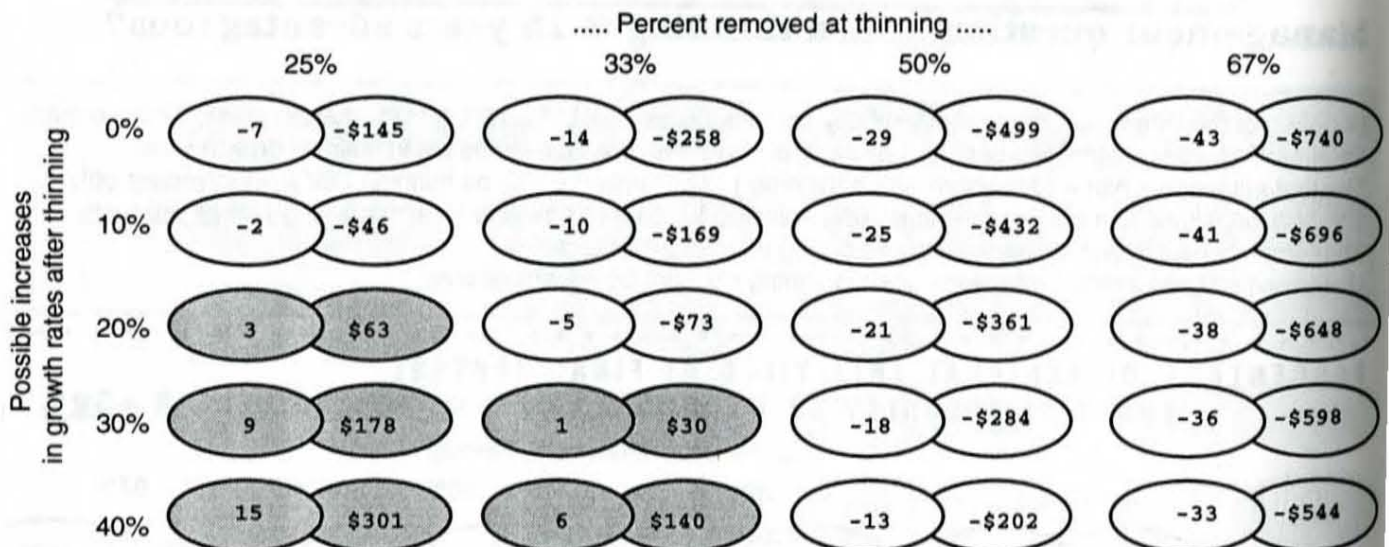 ..... Percent removed at thinning .....
25% 33% 50% 67%
Possible increases
in growth rates after thinning
0% -7 -$145 -14 -$258 -29 -$499 -43 -$740
10% -2 -$46 -10 -$169 -25 -$432 -41 -$696
20% 3 $63 -5 -$73 -21 -$361 -38 -$648
30% 9 $178 1 $30 -18 -$284 -36 -$598
40% 15 $301 6 $140 -13 -$202 -33 -$544